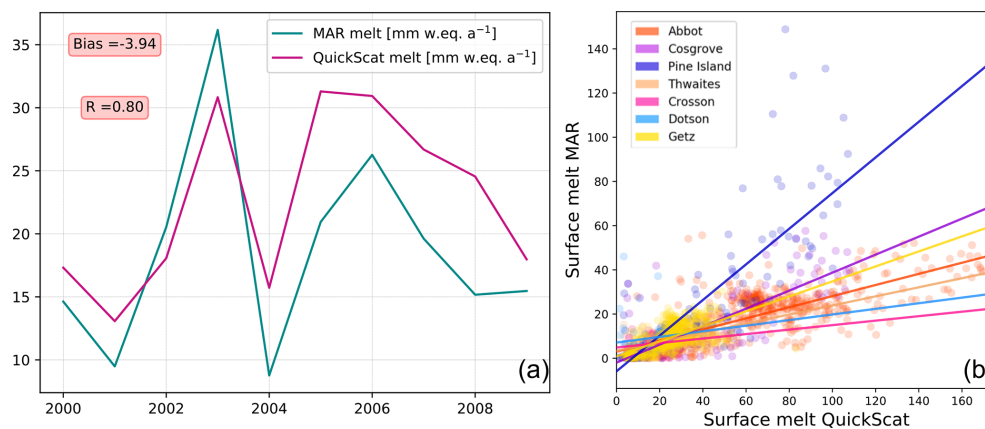 MAR melt [mm w.eq. a⁻¹]
QuickScat melt [mm w.eq. a⁻¹]
Bias =-3.94
R =0.80
35
30
25
20
15
10
2000
2002
2004
2006
2008
(a)
Abbot
Cosgrove
Pine Island
Thwaites
Crosson
Dotson
Getz
Surface melt MAR
140
120
100
80
60
40
20
0
0
20
40
60
80
100
120
140
160
Surface melt QuickScat
(b)